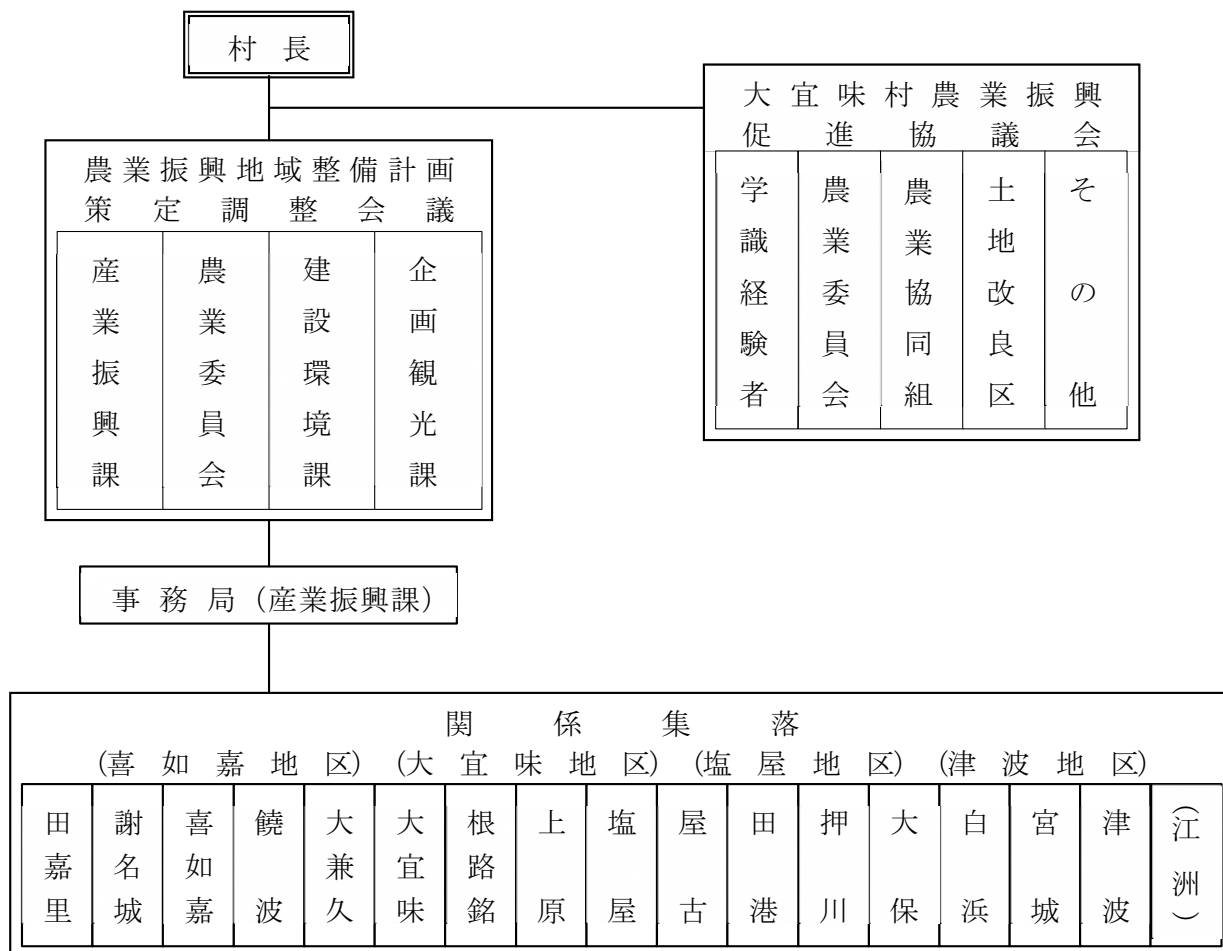 村長
大宜味村農業振興
促進協議会
学識経験者
農業委員会
農業協同組
土地改良区
その他
農業振興地域整備計画
策定調整会議
産業振興課
農業委員会
建設環境課
企画観光課
事務局(産業振興課)
関係集落
(喜如嘉地区)(大宜味地区)(塩屋地区)(津波地区)
田嘉里
謝名城
喜如嘉
饒波
大兼久
大宜味
根路銘
上原
塩屋
屋古
田港
押川
大保
白浜
宮城
津波
(江洲)